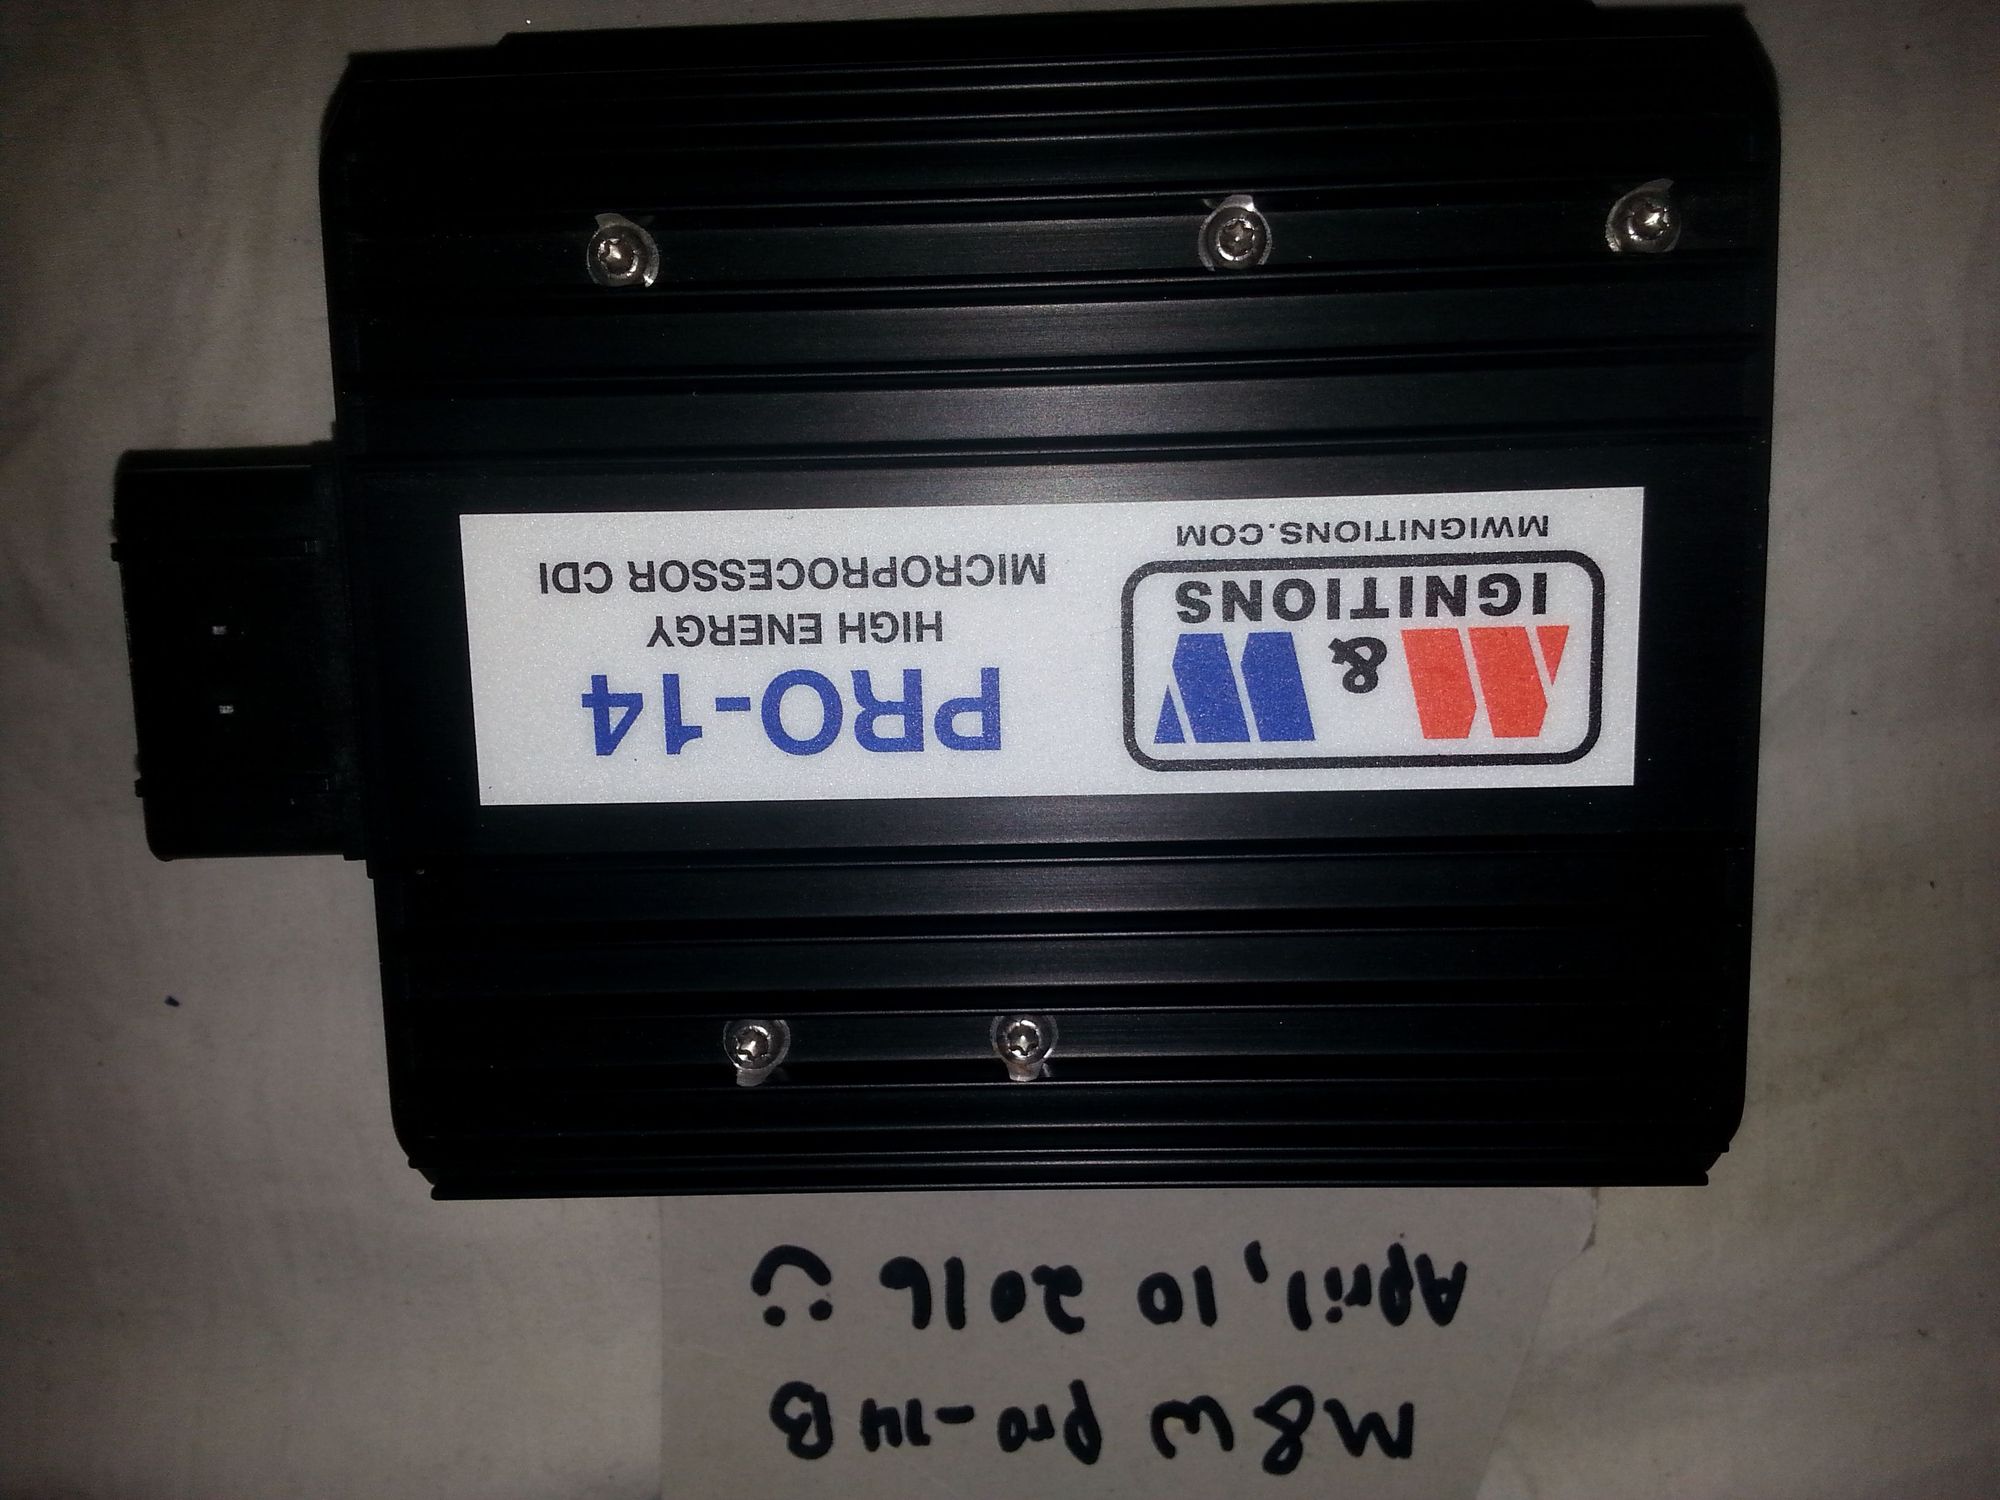 M&W
IGNITIONS
MWIGNITIONS.COM
PRO-14
HIGH ENERGY
MICROPROCESSOR CDI
M&W pro-14B
April, 10 2016 :)